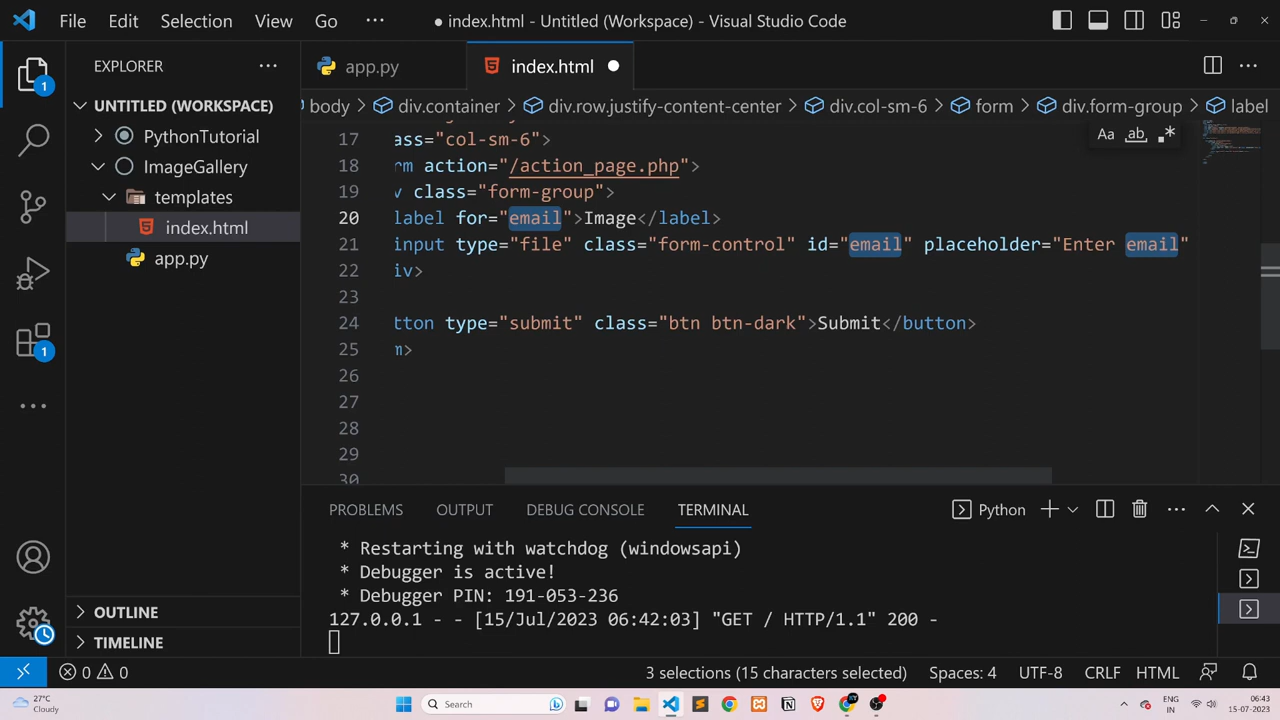 File Edit Selection View Go ... ● index.html - Untitled (Workspace) - Visual Studio Code
EXPLORER ...
app.py
index.html
UNTITLED (WORKSPACE)
PythonTutorial
ImageGallery
templates
index.html
app.py
OUTLINE
TIMELINE
1
1
body div.container div.row.justify-content-center div.col-sm-6 form div.form-group label
Aa ab
17 ass="col-sm-6">
18 rm action="/action_page.php">
19 v class="form-group">
20 label for="email">Image</label>
21 input type="file" class="form-control" id="email" placeholder="Enter email"
22 iv>
23
24 tton type="submit" class="btn btn-dark">Submit</button>
25 m>
26
27
28
29
30
PROBLEMS OUTPUT DEBUG CONSOLE TERMINAL Python
* Restarting with watchdog (windowsapi)
* Debugger is active!
* Debugger PIN: 191-053-236
127.0.0.1 - - [15/Jul/2023 06:42:03] "GET / HTTP/1.1" 200 -
0 0 3 selections (15 characters selected) Spaces: 4 UTF-8 CRLF HTML
27°C
Cloudy
Search
ENG
IN
06:43
15-07-2023